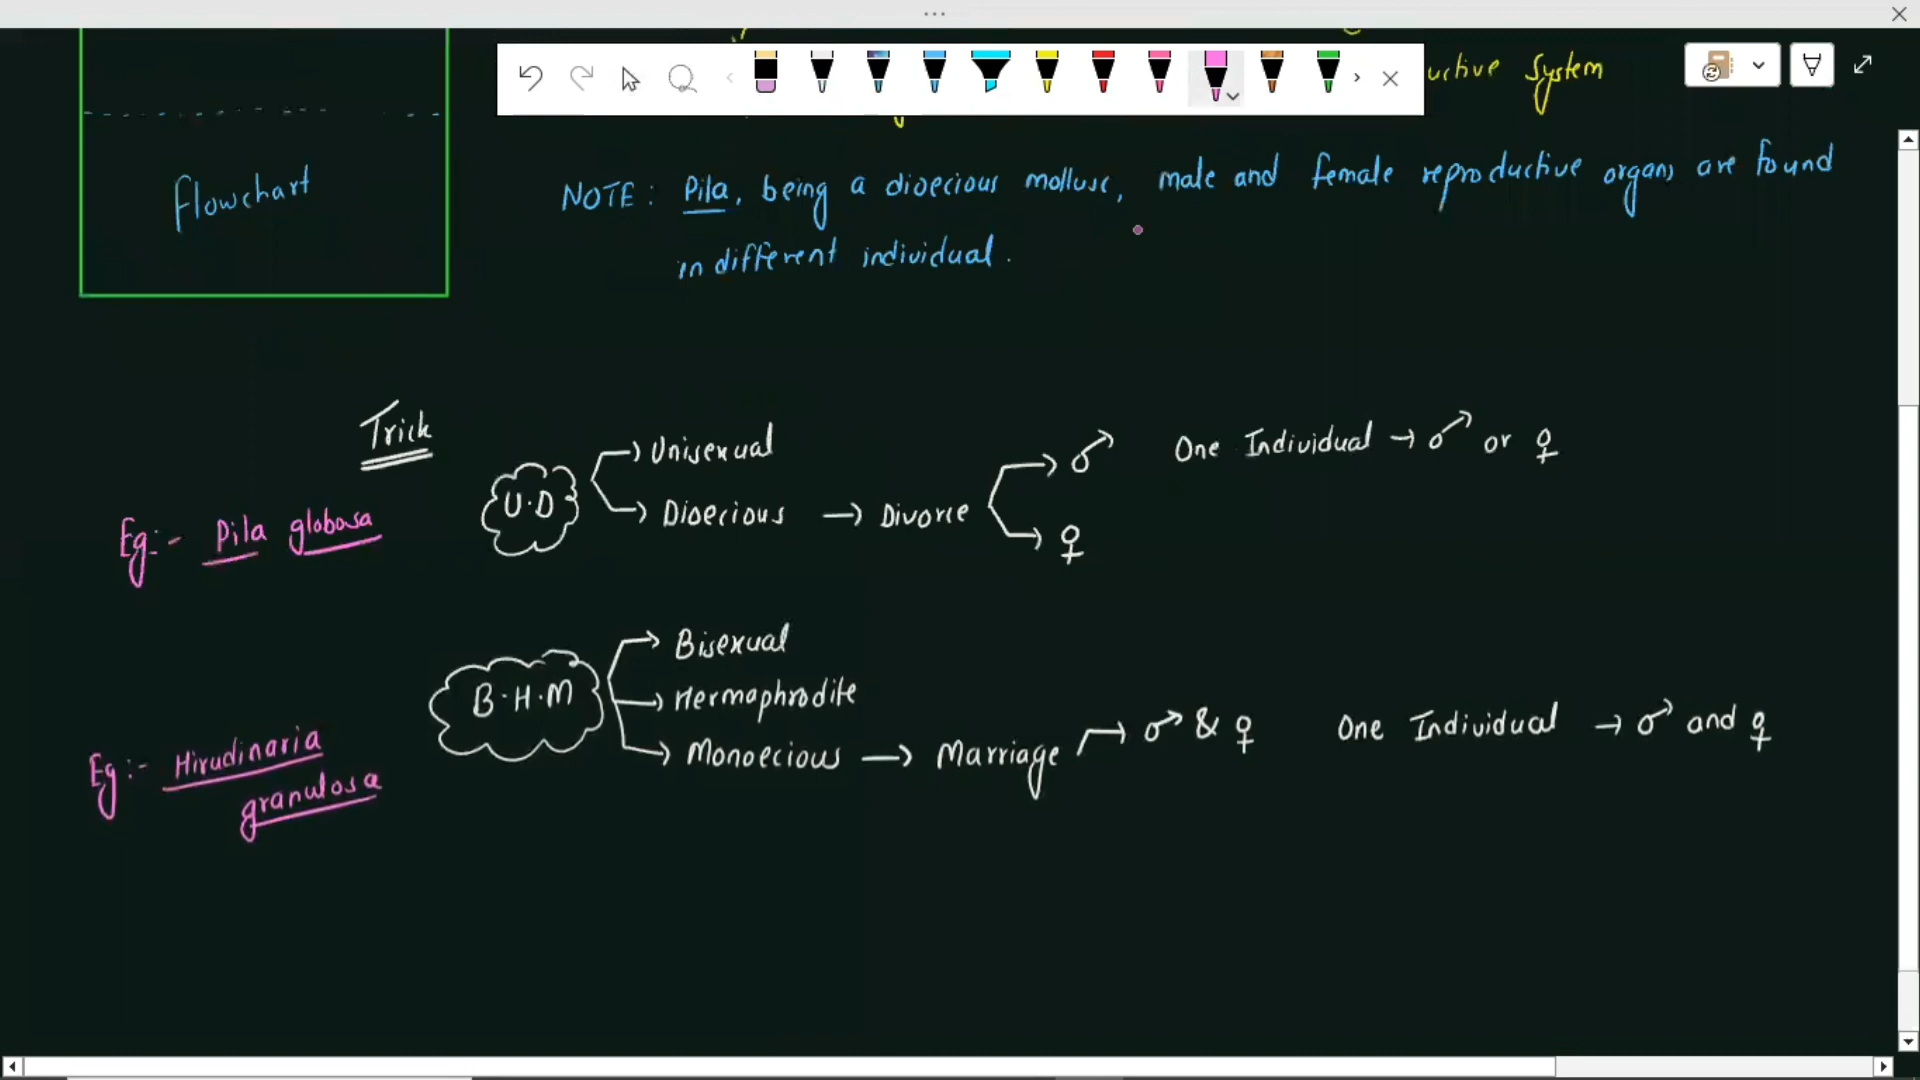 uctive System
Flowchart
NOTE : Pila, being a dioecious mollusc, male and female reproductive organs are found
in different individual.
Trick
U.D
Unisexual
Dioecious → Divorce
♂
♀
One Individual → ♂ or ♀
Eg:- Pila globosa
B.H.M
Bisexual
Hermaphrodite
Monoecious → Marriage → ♂ & ♀
One Individual → ♂ and ♀
Eg:- Hirudinaria
granulosa